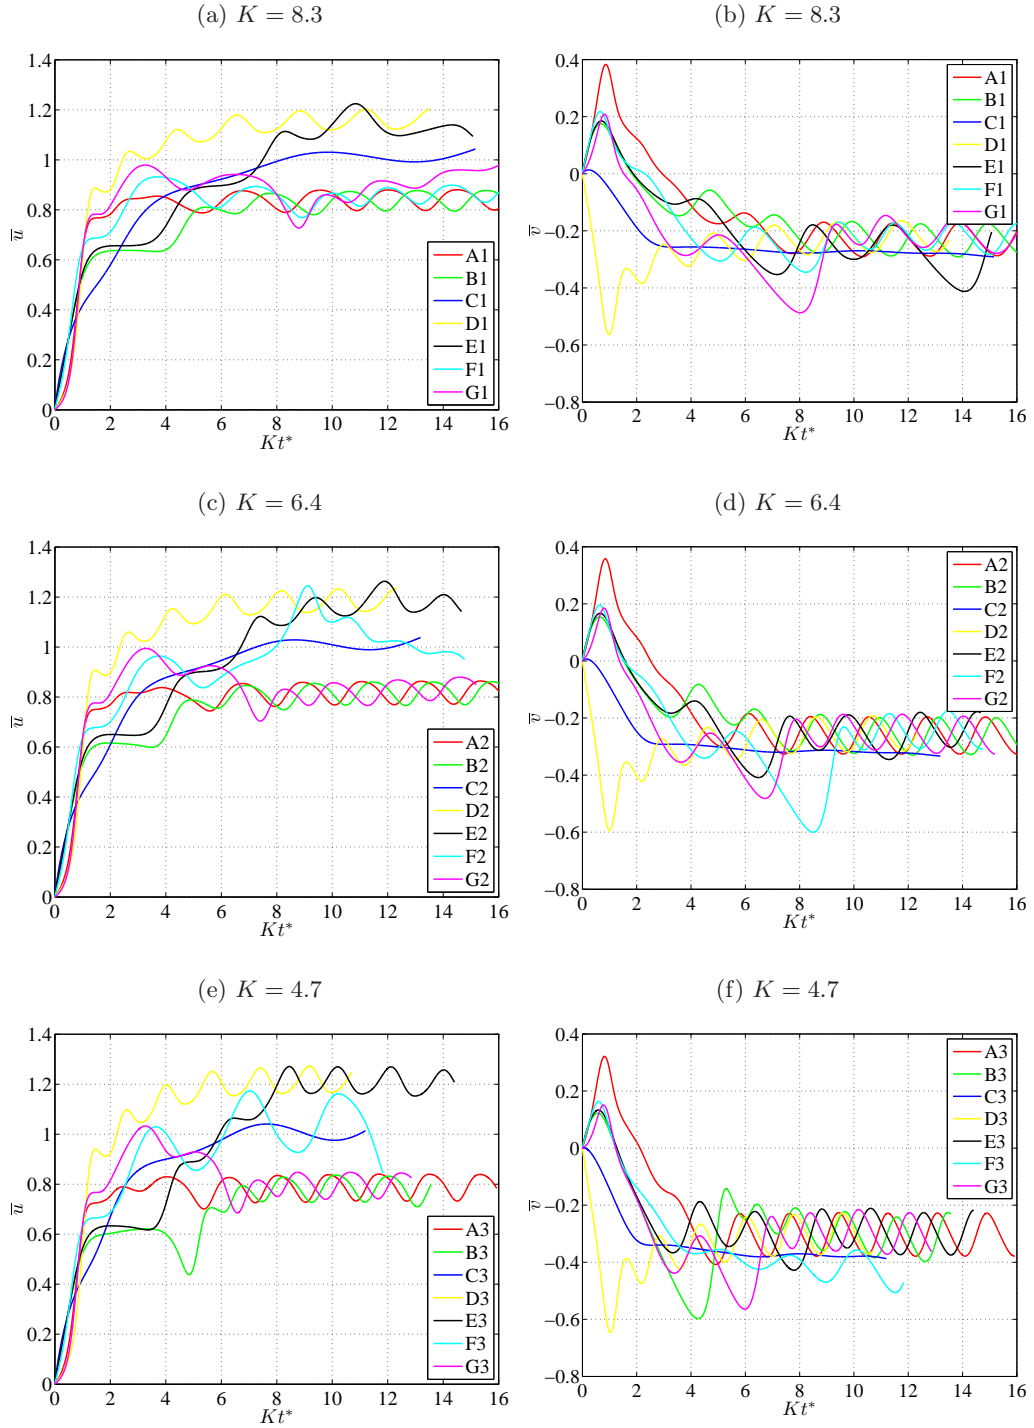 (a) K = 8.3
1.4
1.2
1
0.8
0.6
0.4
0.2
0
0 2 4 6 8 10 12 14 16
u
Kt*
A1
B1
C1
D1
E1
F1
G1
(b) K = 8.3
0.4
0.2
0
−0.2
−0.4
−0.6
−0.8
0 2 4 6 8 10 12 14 16
v
Kt*
A1
B1
C1
D1
E1
F1
G1
(c) K = 6.4
1.4
1.2
1
0.8
0.6
0.4
0.2
0
0 2 4 6 8 10 12 14 16
u
Kt*
A2
B2
C2
D2
E2
F2
G2
(d) K = 6.4
0.4
0.2
0
−0.2
−0.4
−0.6
−0.8
0 2 4 6 8 10 12 14 16
v
Kt*
A2
B2
C2
D2
E2
F2
G2
(e) K = 4.7
1.4
1.2
1
0.8
0.6
0.4
0.2
0
0 2 4 6 8 10 12 14 16
u
Kt*
A3
B3
C3
D3
E3
F3
G3
(f) K = 4.7
0.4
0.2
0
−0.2
−0.4
−0.6
−0.8
0 2 4 6 8 10 12 14 16
v
Kt*
A3
B3
C3
D3
E3
F3
G3